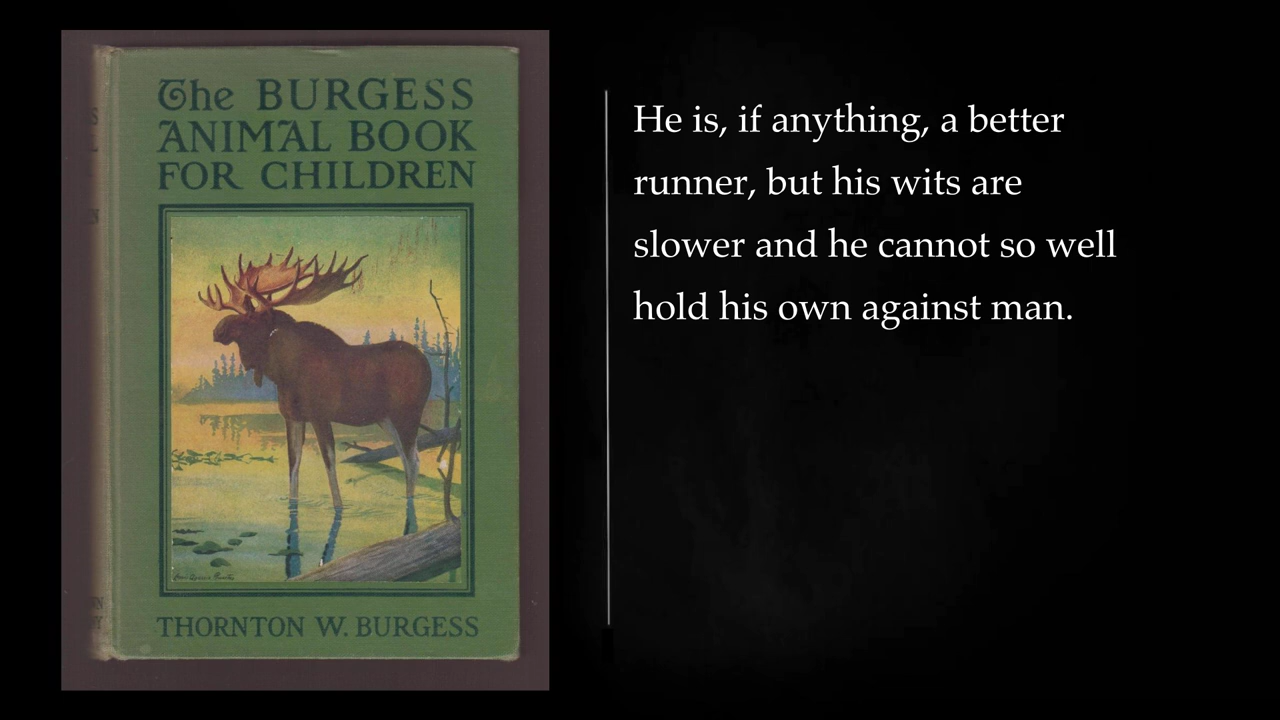 The BURGESS
ANIMAL BOOK
FOR CHILDREN
THORNTON W. BURGESS
He is, if anything, a better
runner, but his wits are
slower and he cannot so well
hold his own against man.